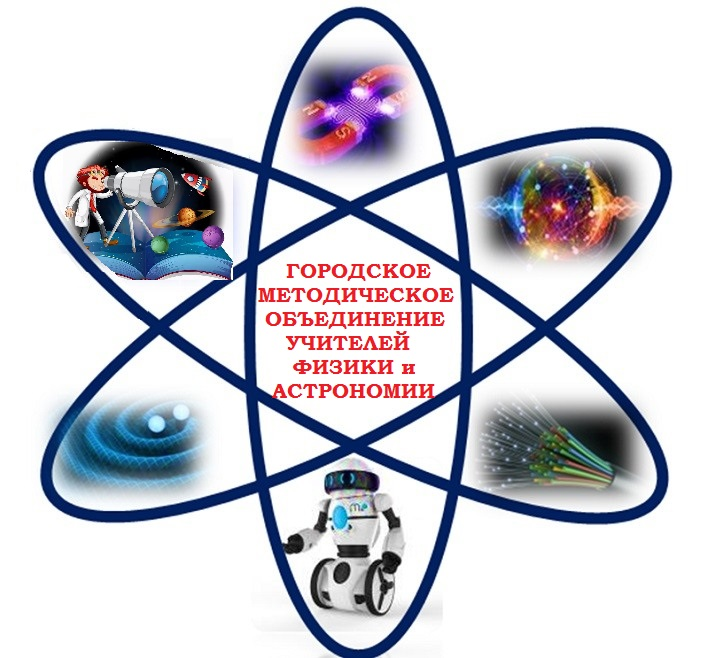 ГОРОДСКОЕ
МЕТОДИЧЕСКОЕ
ОБЪЕДИНЕНИЕ
УЧИТЕЛЕЙ
ФИЗИКИ и
АСТРОНОМИИ